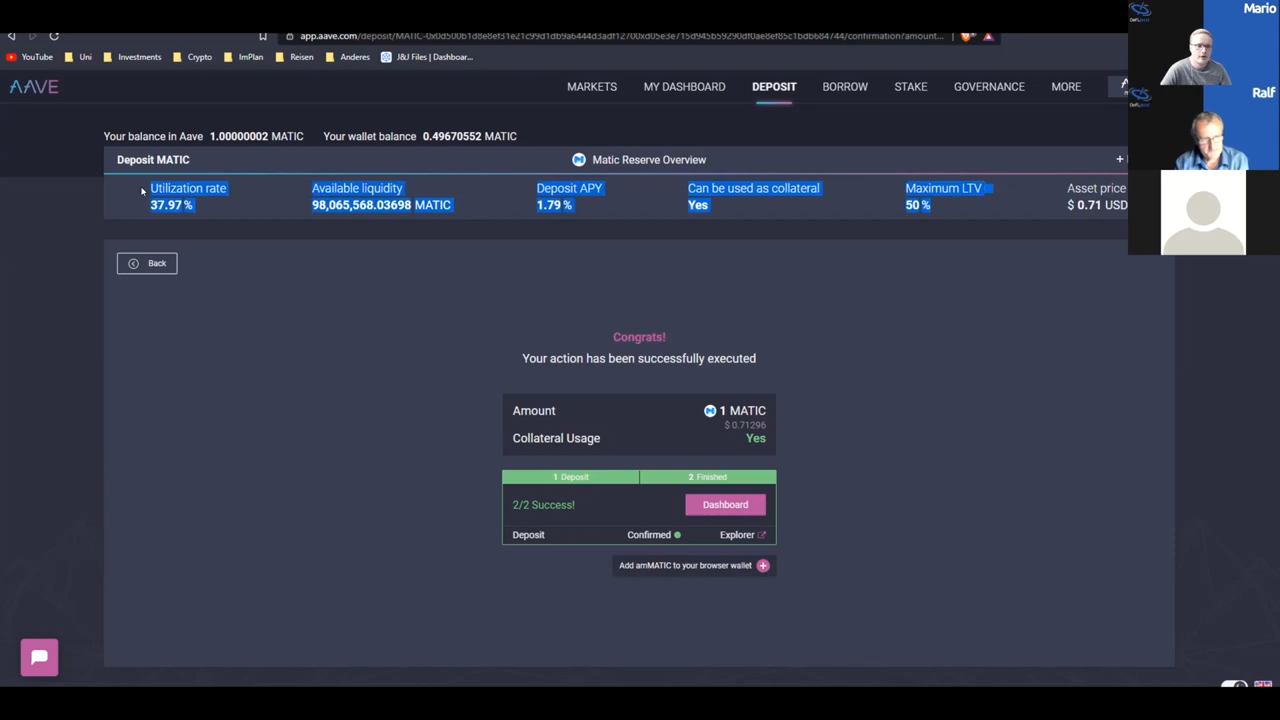 Mario
app.aave.com/deposit/MATIC-
YouTube Uni Investments Crypto ImPlan Reisen Anderes J&J Files | Dashboar...
AAVE MARKETS MY DASHBOARD DEPOSIT BORROW STAKE GOVERNANCE MORE
Ralf
Your balance in Aave 1.00000002 MATIC Your wallet balance 0.49670552 MATIC
Deposit MATIC Matic Reserve Overview +
Utilization rate Available liquidity Deposit APY Can be used as collateral Maximum LTV Asset price
37.97 % 98,065,568.03698 MATIC 1.79 % Yes 50 % $ 0.71 USD
Back
Congrats!
Your action has been successfully executed
Amount 1 MATIC
$ 0.71296
Collateral Usage Yes
1 Deposit 2 Finished
2/2 Success! Dashboard
Deposit Confirmed Explorer
Add amMATIC to your browser wallet +